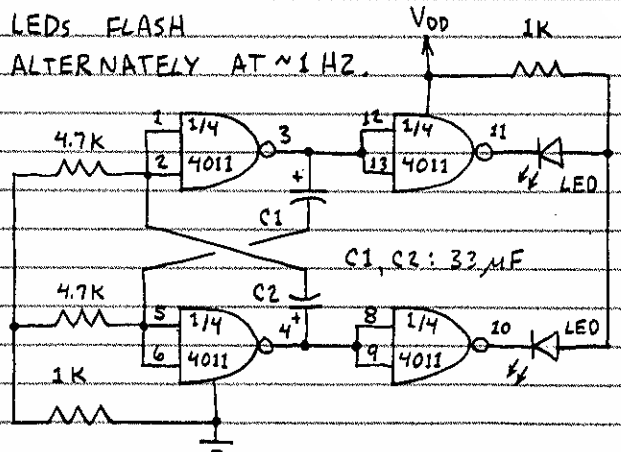 LEDs FLASH
ALTERNATELY AT ~ 1 HZ.
VDD
1K
4.7K
1
2
1/4
4011
3
12
13
1/4
4011
11
LED
+
C1
C1, C2: 33 µF
C2
+
4.7K
5
6
1/4
4011
4
8
9
1/4
4011
10
LED
1K